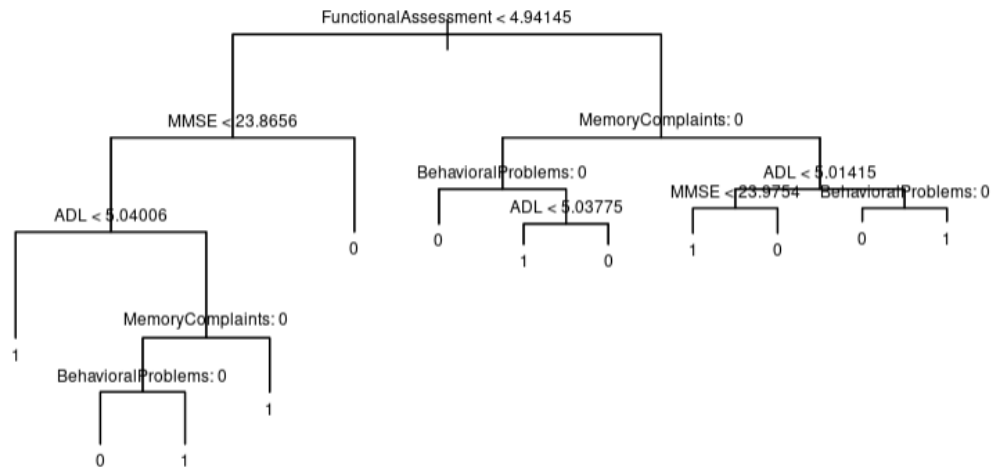 FunctionalAssessment < 4.94145
MMSE < 23.8656
MemoryComplaints: 0
BehavioralProblems: 0
ADL < 5.01415
MMSE < 23.9754
BehavioralProblems: 0
ADL < 5.04006
ADL < 5.03775
0
0
1
0
0
1
1
0
MemoryComplaints: 0
1
BehavioralProblems: 0
1
0
1